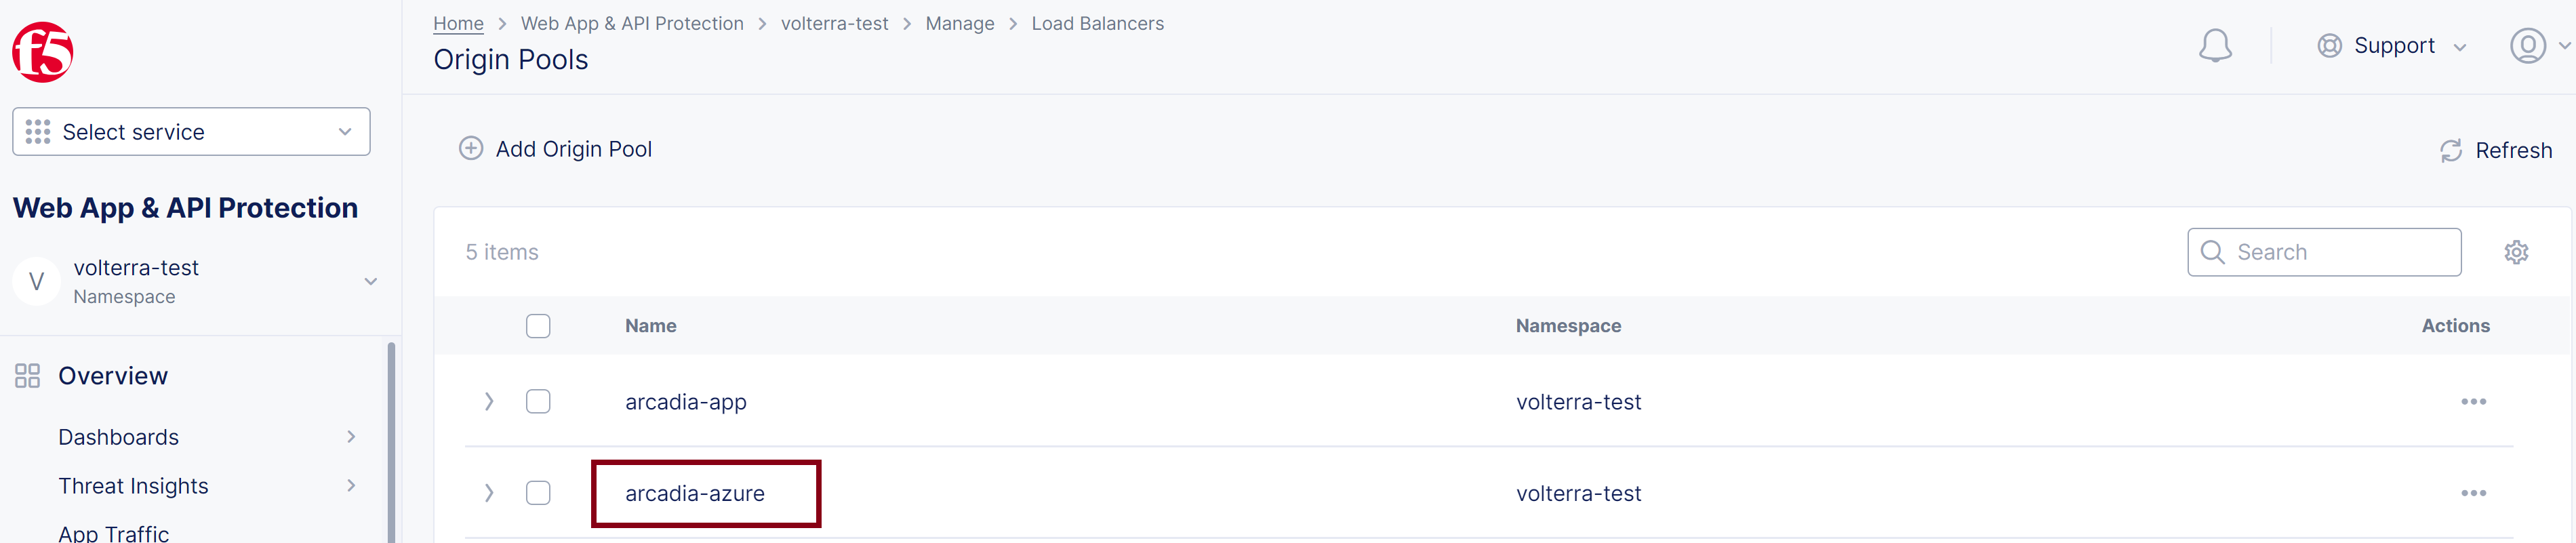 f5
Home > Web App & API Protection > volterra-test > Manage > Load Balancers
Origin Pools
Support
Select service
Add Origin Pool
Refresh
Web App & API Protection
V
volterra-test
Namespace
5 items
Search
Name Namespace Actions
Overview
arcadia-app volterra-test
Dashboards
Threat Insights
arcadia-azure volterra-test
App Traffic